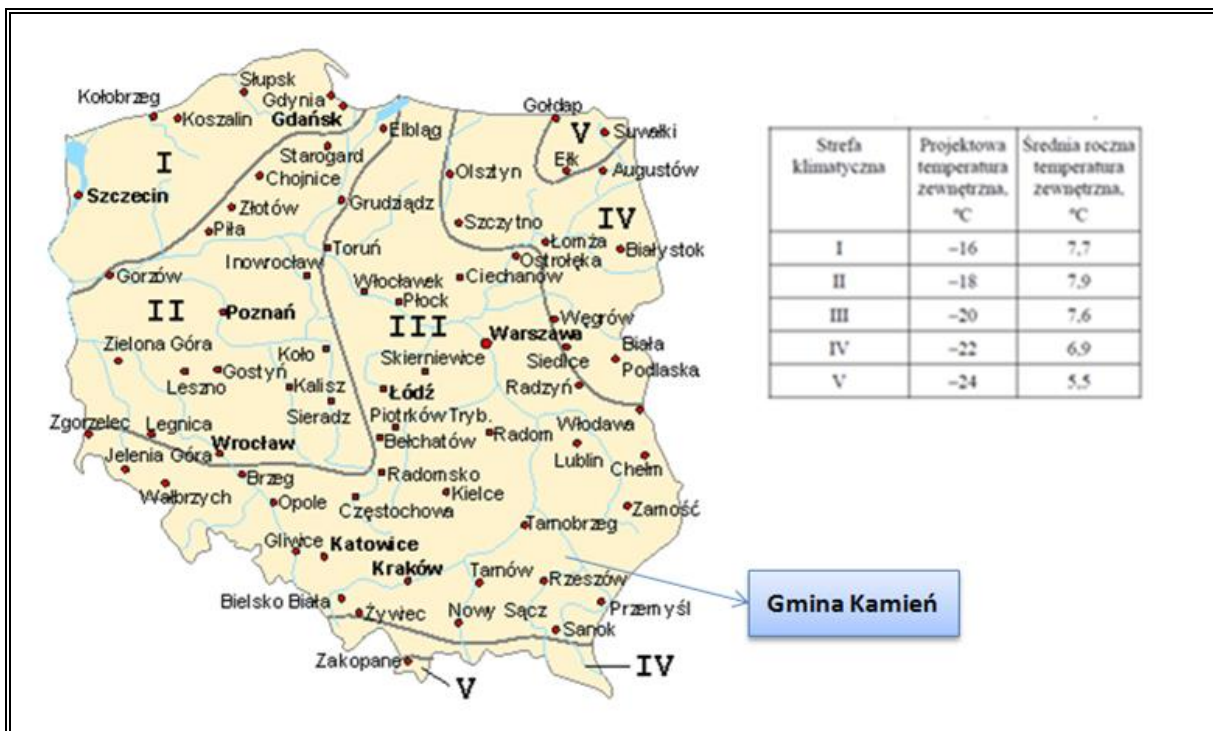 Słupsk
Kołobrzeg
Gdynia
Koszalin
Gdańsk
Elbląg
Gołdap
V
Suwałki
I
Starogard
Ełk
Chojnice
Olsztyn
Augustów
Szczecin
Złotów
Grudziądz
Szczytno
IV
Piła
Toruń
Łomża
Białystok
Gorzów
Inowrocław
Ostrołęka
Włocławek
Ciechanów
II
Poznań
Płock
III
Węgrów
Warszawa
Zielona Góra
Koło
Skierniewice
Siedlce
Biała
Podlaska
Leszno
Gostyń
Kalisz
Łódź
Radzyń
Sieradz
Zgorzelec
Legnica
Piotrków Tryb.
Włodawa
Wrocław
Bełchatów
Radom
Lublin
Chełm
Jelenia Góra
Brzeg
Radomsko
Wałbrzych
Opole
Kielce
Częstochowa
Zamość
Tarnobrzeg
Gliwice
Katowice
Kraków
Tarnów
Rzeszów
Bielsko Biała
Żywiec
Nowy Sącz
Przemyśl
Sanok
Zakopane
V
IV
Gmina Kamień
Strefa klimatyczna
Projektowa temperatura zewnętrzna, °C
Średnia roczna temperatura zewnętrzna, °C
I –16 7,7
II –18 7,9
III –20 7,6
IV –22 6,9
V –24 5,5